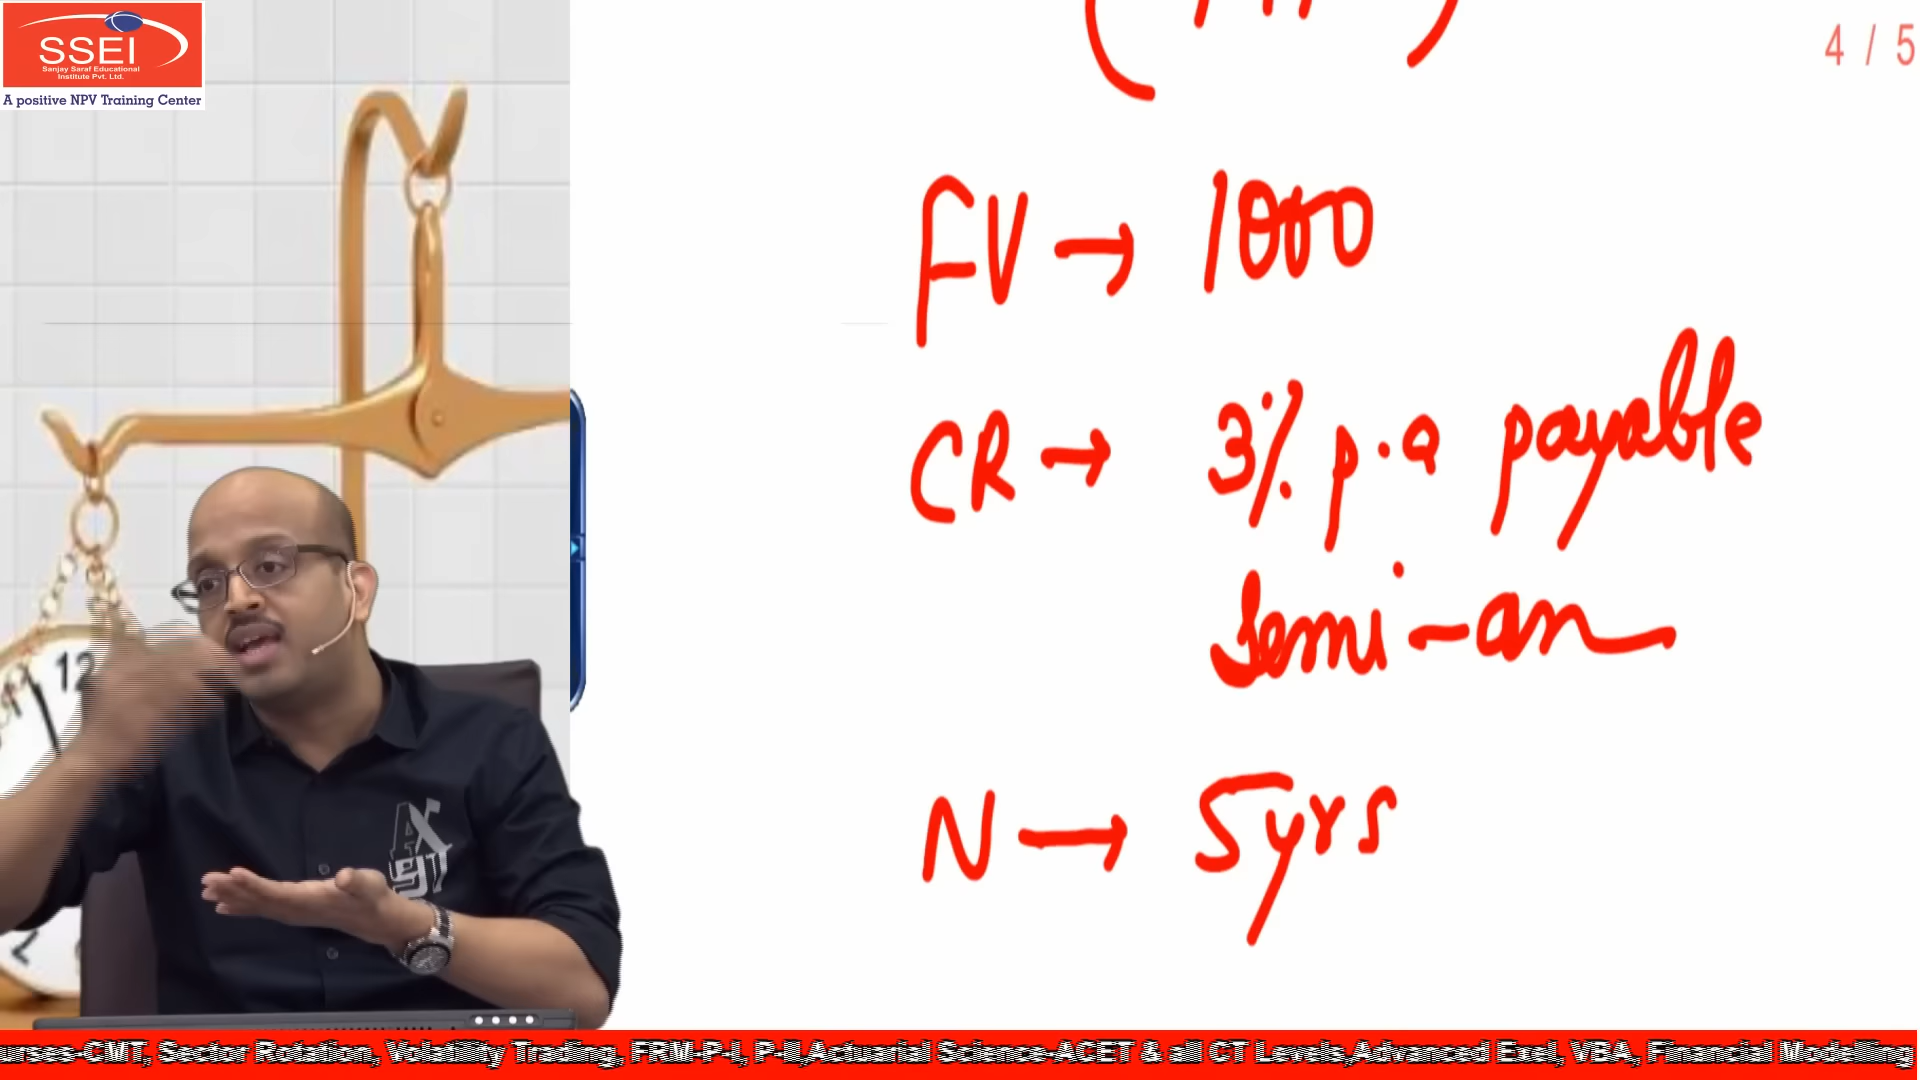 SSEI
Sanjay Saraf Educational
Institute Pvt. Ltd.
A positive NPV Training Center
4 / 5
FV → 1000
CR → 3% p.a payable
Semi-an
N → 5yrs
12
urses-CMT, Sector Rotation, Volatility Trading, FRM-P-I, P-II,Actuarial Science-ACET & all CT Levels,Advanced Exel, VBA, Financial Modelling